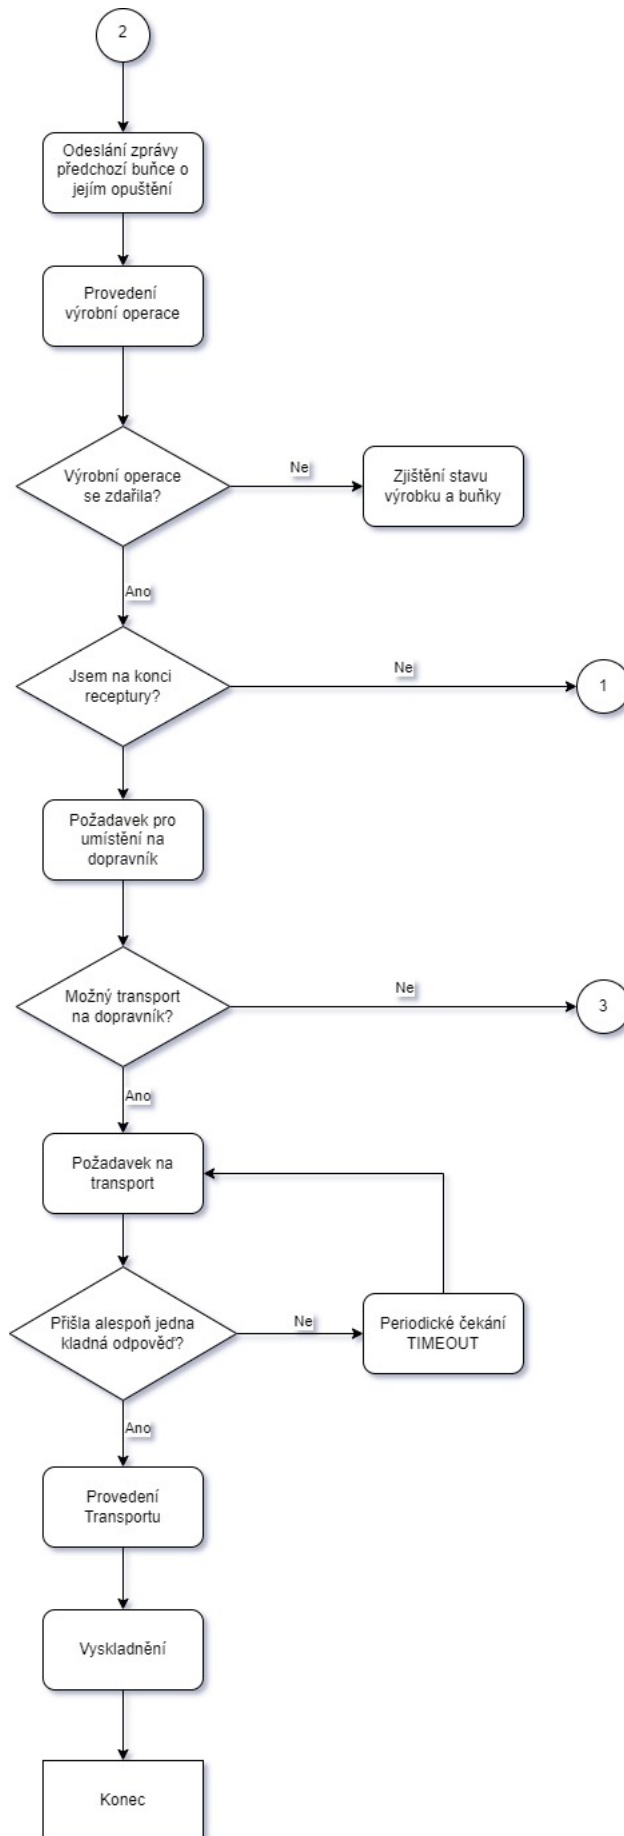 2
Odeslání zprávy
předchozí buňce o
jejím opuštění
Provedení
výrobní operace
Výrobní operace
se zdařila?
Ne
Zjištění stavu
výrobku a buňky
Ano
Jsem na konci
receptury?
Ne
1
Požadavek pro
umístění na
dopravník
Možný transport
na dopravník?
Ne
3
Ano
Požadavek na
transport
Přišla alespoň jedna
kladná odpověď?
Ne
Periodické čekání
TIMEOUT
Ano
Provedení
Transportu
Vyskladnění
Konec